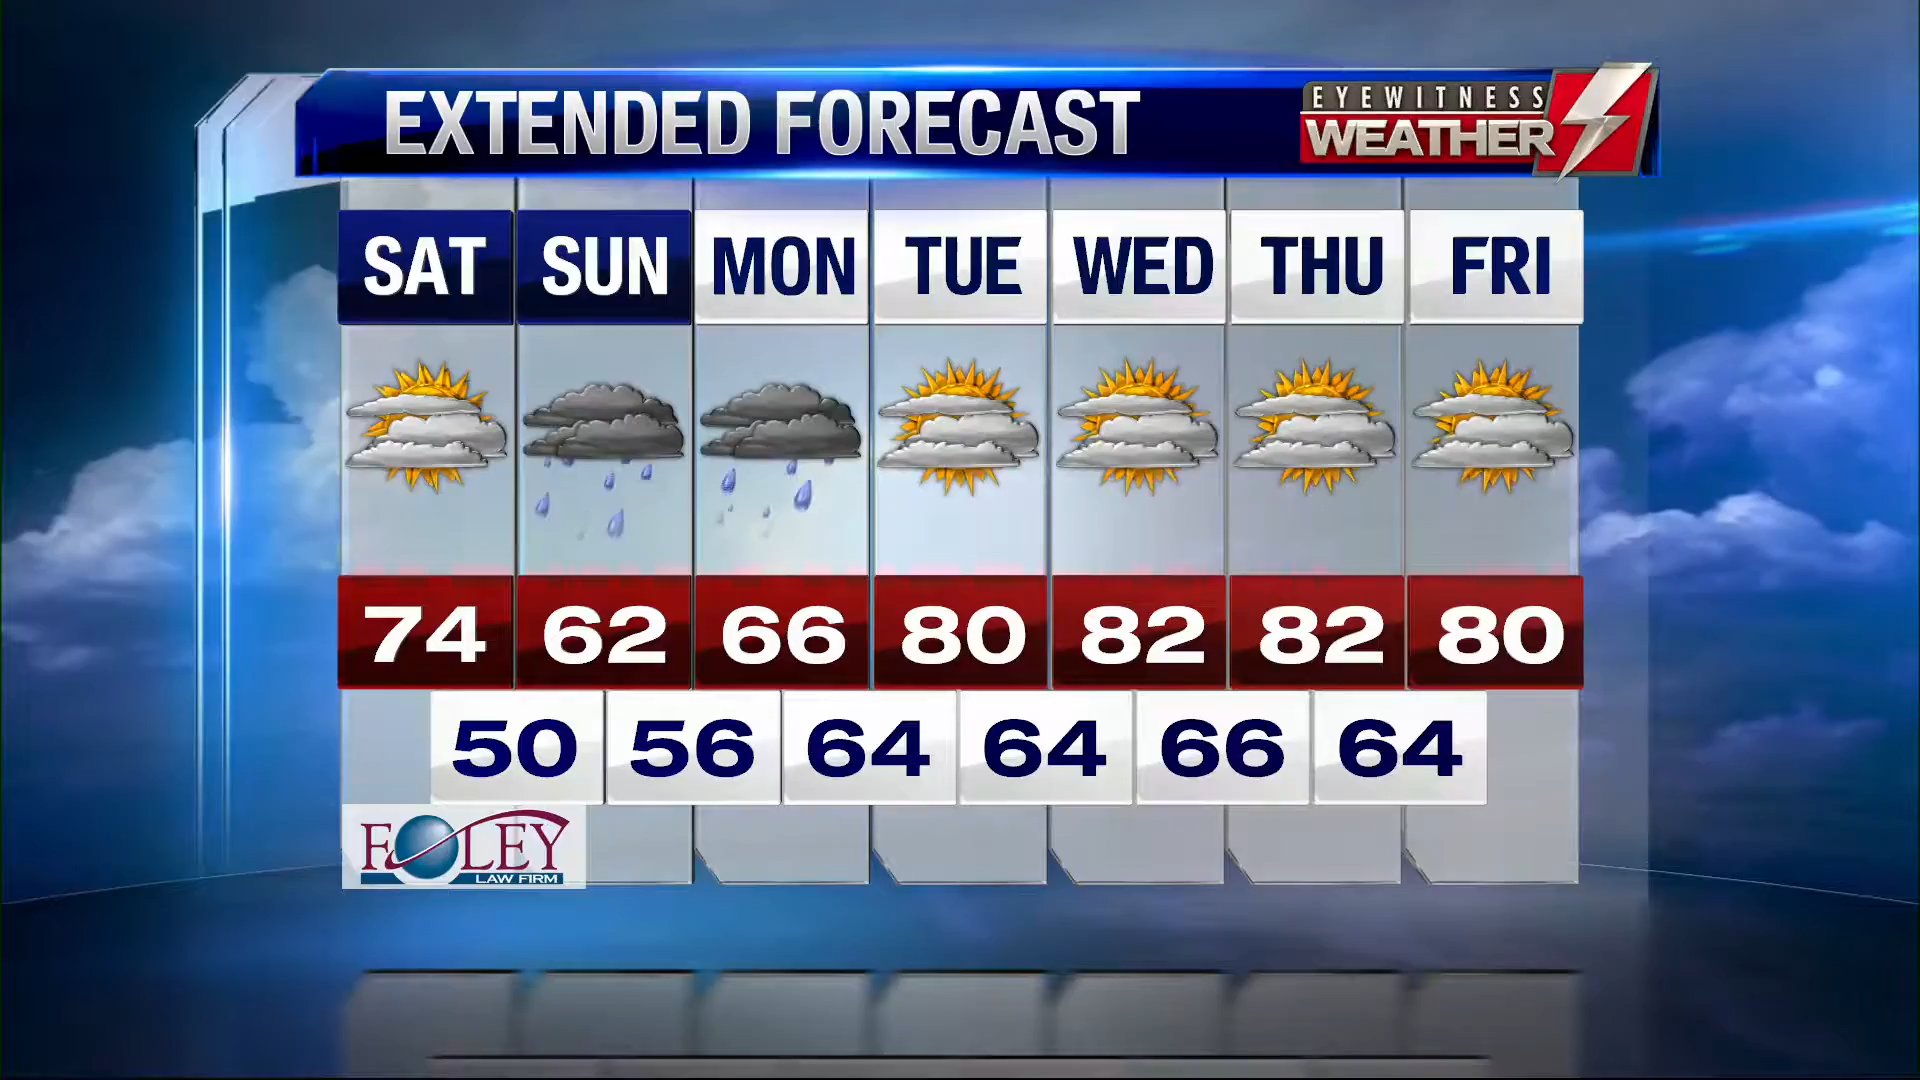 EXTENDED FORECAST
EYEWITNESS
WEATHER
SAT SUN MON TUE WED THU FRI
74 62 66 80 82 82 80
50 56 64 64 66 64
FOLEY
LAW FIRM